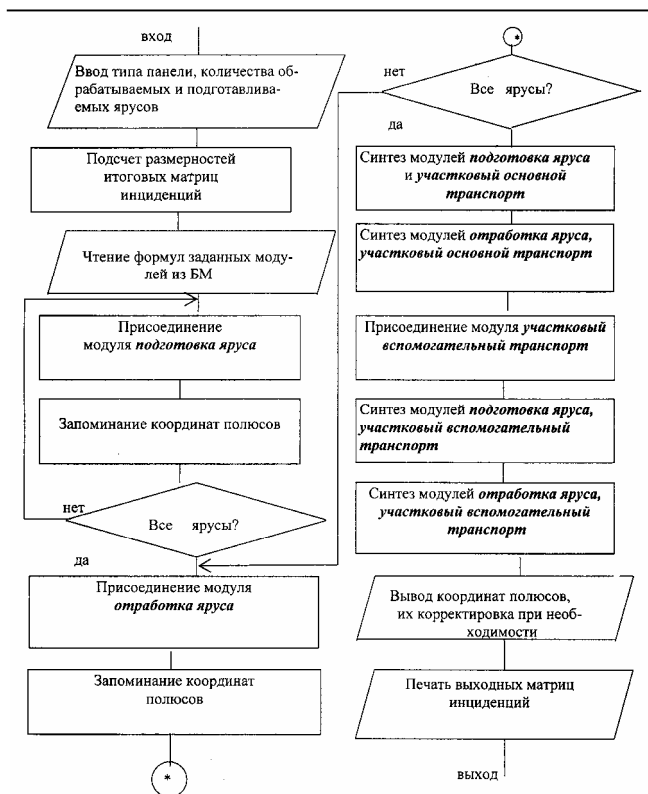 вход
Ввод типа панели, количества об-
рабатываемых и подготавлива-
емых ярусов
Подсчет размерностей
итоговых матриц
инциденций
Чтение формул заданных моду-
лей из БМ
Присоединение
модуля подготовка яруса
Запоминание координат полюсов
нет
Все ярусы?
да
Присоединение модуля
отработка яруса
Запоминание координат
полюсов
*
*
нет
Все ярусы?
да
Синтез модулей подготовка яруса
и участковый основной
транспорт
Синтез модулей отработка яруса,
участковый основной транспорт
Присоединение модуля участковый
вспомогательный транспорт
Синтез модулей подготовка яруса,
участковый вспомогательный
транспорт
Синтез модулей отработка яруса,
участковый вспомогательный
транспорт
Вывод координат полюсов,
их корректировка при необ-
ходимости
Печать выходных матриц
инциденций
выход